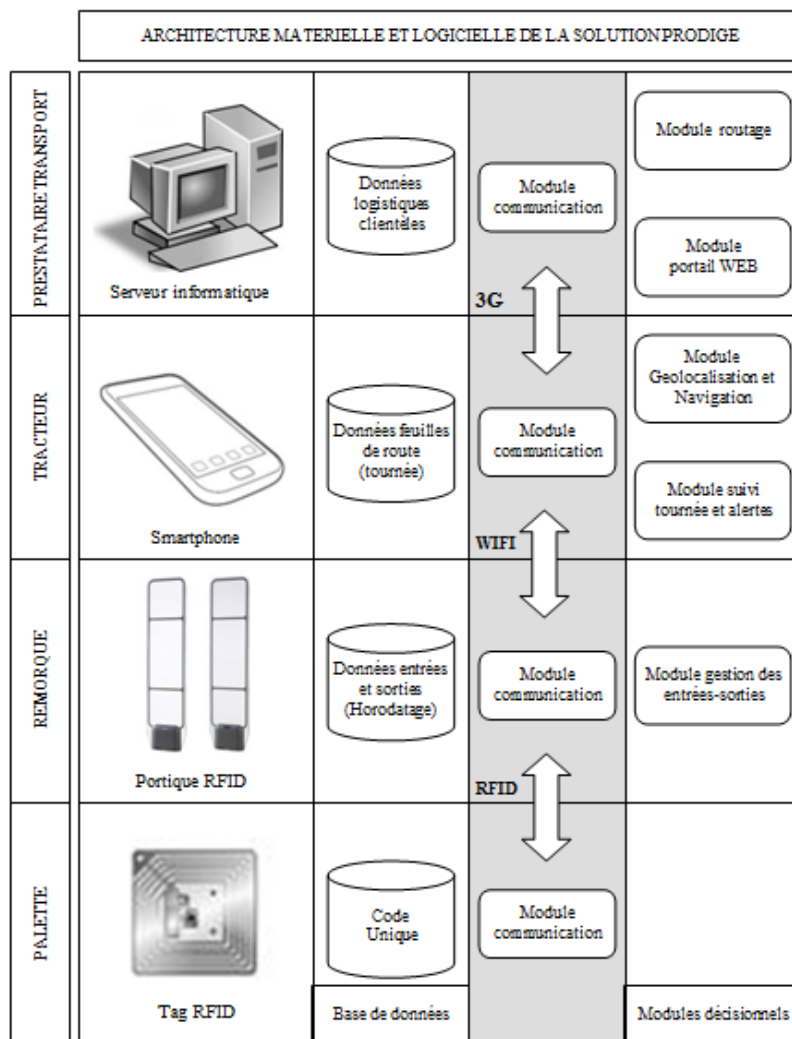 ARCHITECTURE MATERIELLE ET LOGICIELLE DE LA SOLUTION PRODIGE
PRESTATAIRE TRANSPORT
Serveur informatique
Données
logistiques
clientèles
Module
communication
3G
Module routage
Module
portail WEB
TRACTEUR
Smartphone
Données feuilles
de route
(tournée)
Module
communication
WIFI
Module
Geolocalisation et
Navigation
Module suivi
tournée et alertes
REMORQUE
Portique RFID
Données entrées
et sorties
(Horodatage)
Module
communication
RFID
Module gestion des
entrées-sorties
PALETTE
Tag RFID
Code
Unique
Module
communication
Base de données
Modules décisionnels